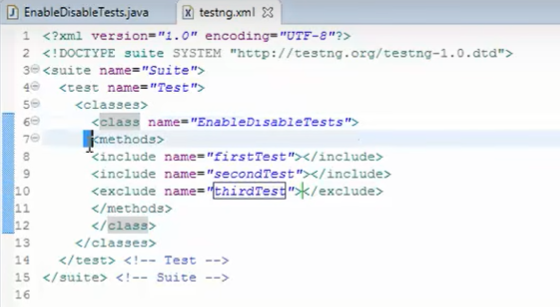 EnableDisableTests.java testng.xml
1 <?xml version="1.0" encoding="UTF-8"?>
2 <!DOCTYPE suite SYSTEM "http://testng.org/testng-1.0.dtd">
3 <suite name="Suite">
4 <test name="Test">
5 <classes>
6 <class name="EnableDisableTests">
7 <methods>
8 <include name="firstTest"></include>
9 <include name="secondTest"></include>
10 <exclude name="thirdTest"></exclude>
11 </methods>
12 </class>
13 </classes>
14 </test> <!-- Test -->
15 </suite> <!-- Suite -->
16